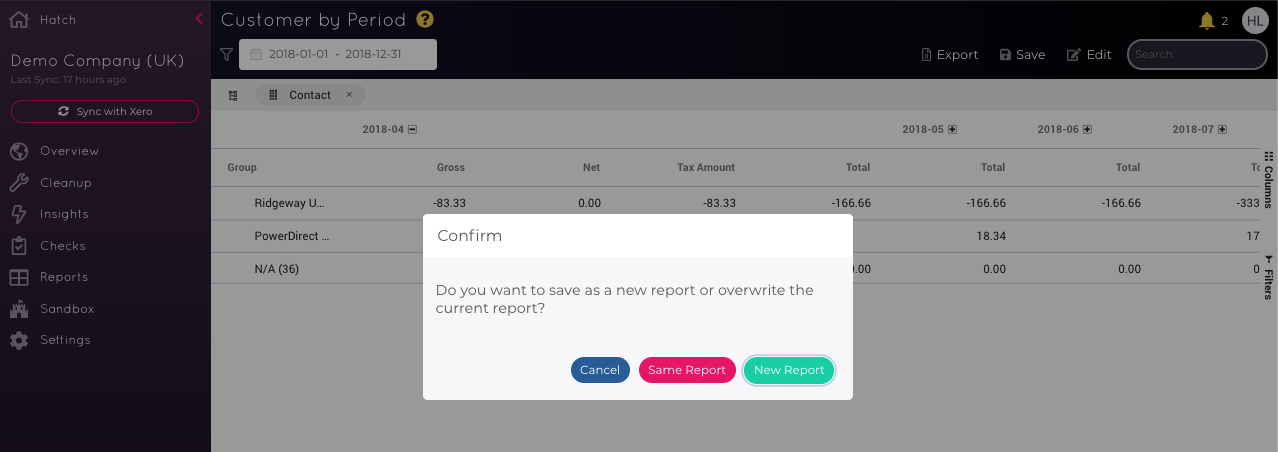 Hatch
Customer by Period ?
2 HL
Demo Company (UK)
Last Sync: 17 hours ago
Sync with Xero
2018-01-01 - 2018-12-31
Export Save Edit Search
Overview
Cleanup
Insights
Checks
Reports
Sandbox
Settings
Contact ×
2018-04 2018-05 2018-06 2018-07
Group Gross Net Tax Amount Total Total Total
Ridgeway U... -83.33 0.00 -83.33 -166.66 -166.66 -166.66 -333
PowerDirect ... 18.34 17
N/A (36) 0.00 0.00 0.00 0.
Columns
Filters
Confirm
Do you want to save as a new report or overwrite the
current report?
Cancel Same Report New Report